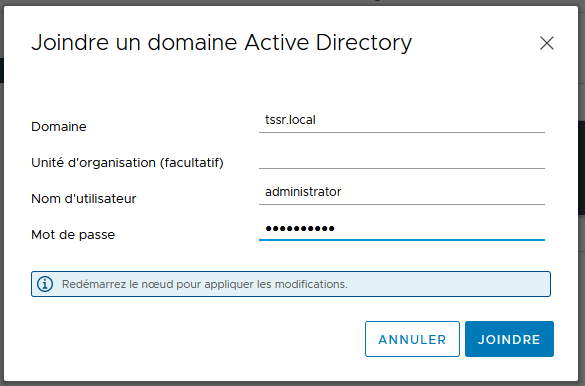 Joindre un domaine Active Directory
Domaine
tssr.local
Unité d'organisation (facultatif)
Nom d'utilisateur
administrator
Mot de passe
••••••••••
Redémarrez le nœud pour appliquer les modifications.
ANNULER
JOINDRE